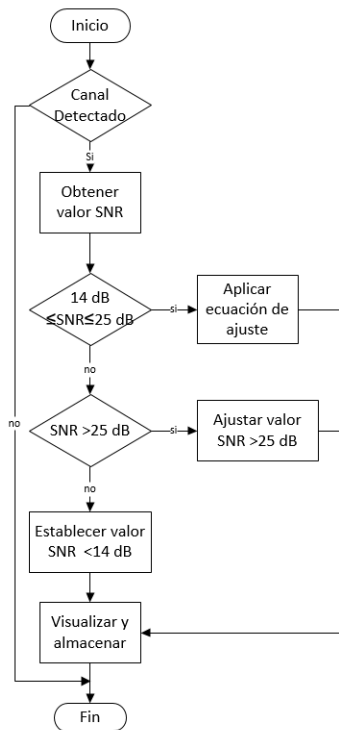 Inicio
Canal
Detectado
Si
Obtener
valor SNR
14 dB
≤SNR≤25 dB
si
Aplicar
ecuación de
ajuste
no
no
SNR >25 dB
si
Ajustar valor
SNR >25 dB
no
Establecer valor
SNR <14 dB
Visualizar y
almacenar
Fin